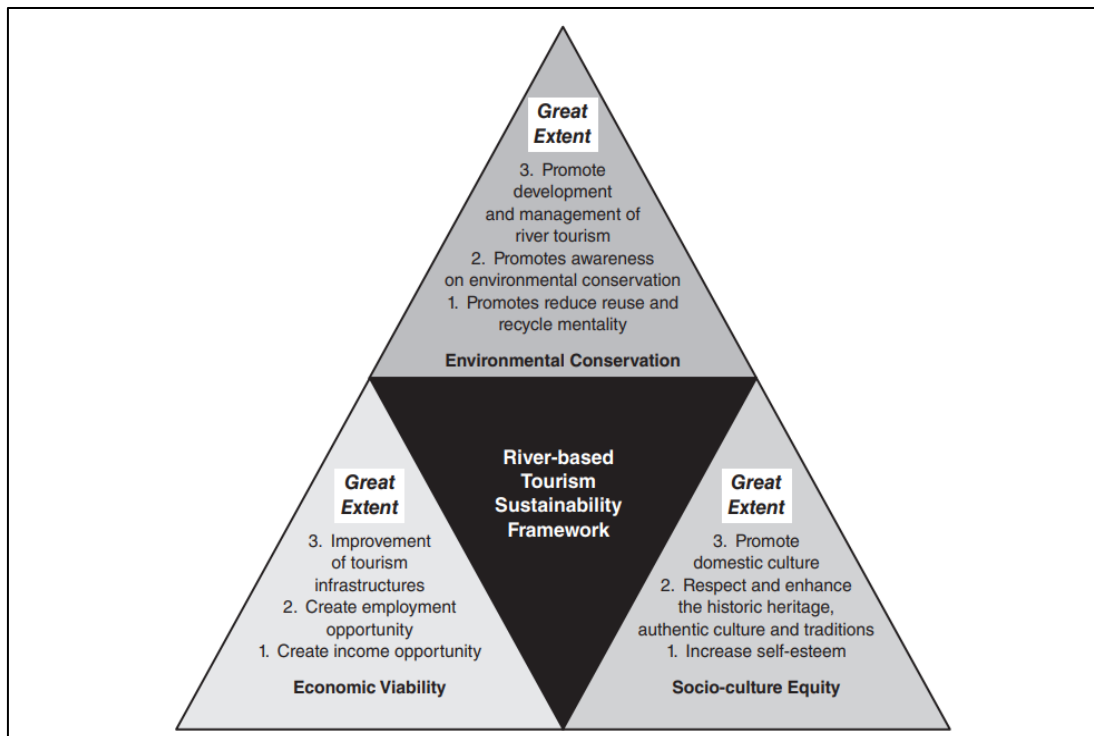 Great
Extent
3. Promote
development
and management of
river tourism
2. Promotes awareness
on environmental conservation
1. Promotes reduce reuse and
recycle mentality
Environmental Conservation
River-based
Tourism
Sustainability
Framework
Great
Extent
3. Improvement
of tourism
infrastructures
2. Create employment
opportunity
1. Create income opportunity
Economic Viability
Great
Extent
3. Promote
domestic culture
2. Respect and enhance
the historic heritage,
authentic culture and traditions
1. Increase self-esteem
Socio-culture Equity